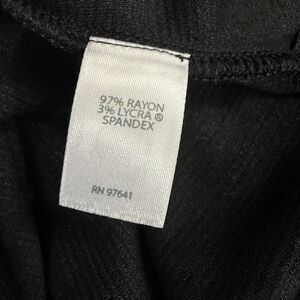 97% RAYON
3% LYCRA ®
SPANDEX
RN 97641